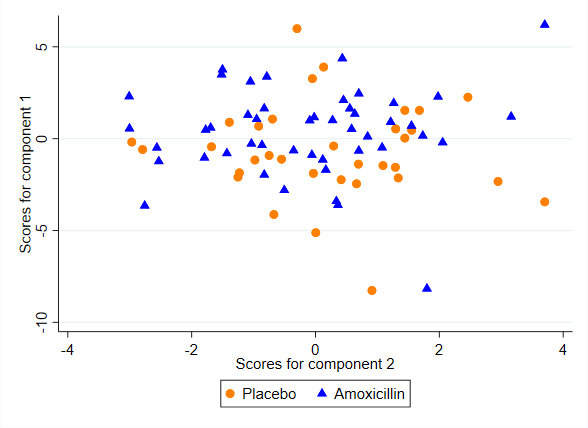 Scores for component 1
5
0
-5
-10
-4 -2 0 2 4
Scores for component 2
Placebo Amoxicillin